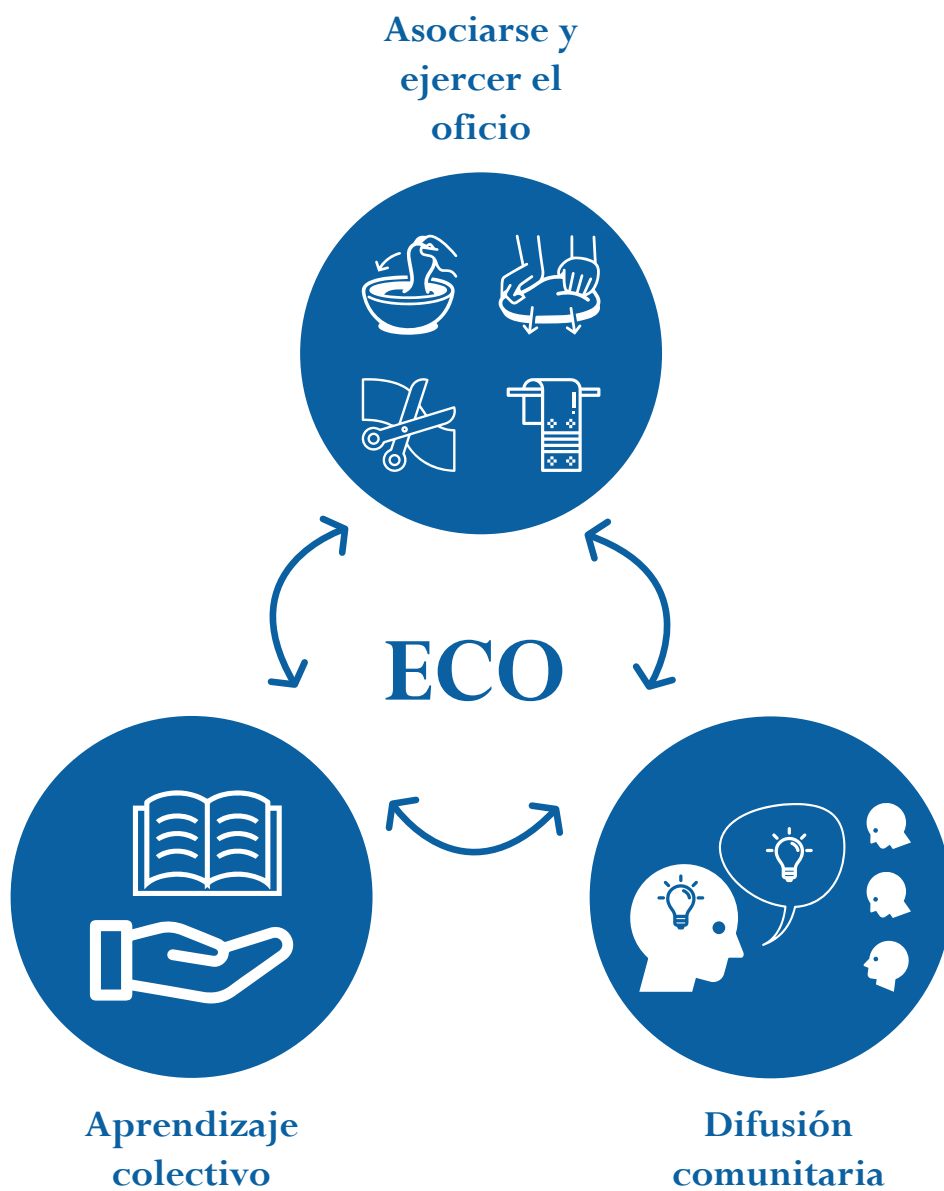 Asociarse y
ejercer el
oficio
ECO
Aprendizaje
colectivo
Difusión
comunitaria